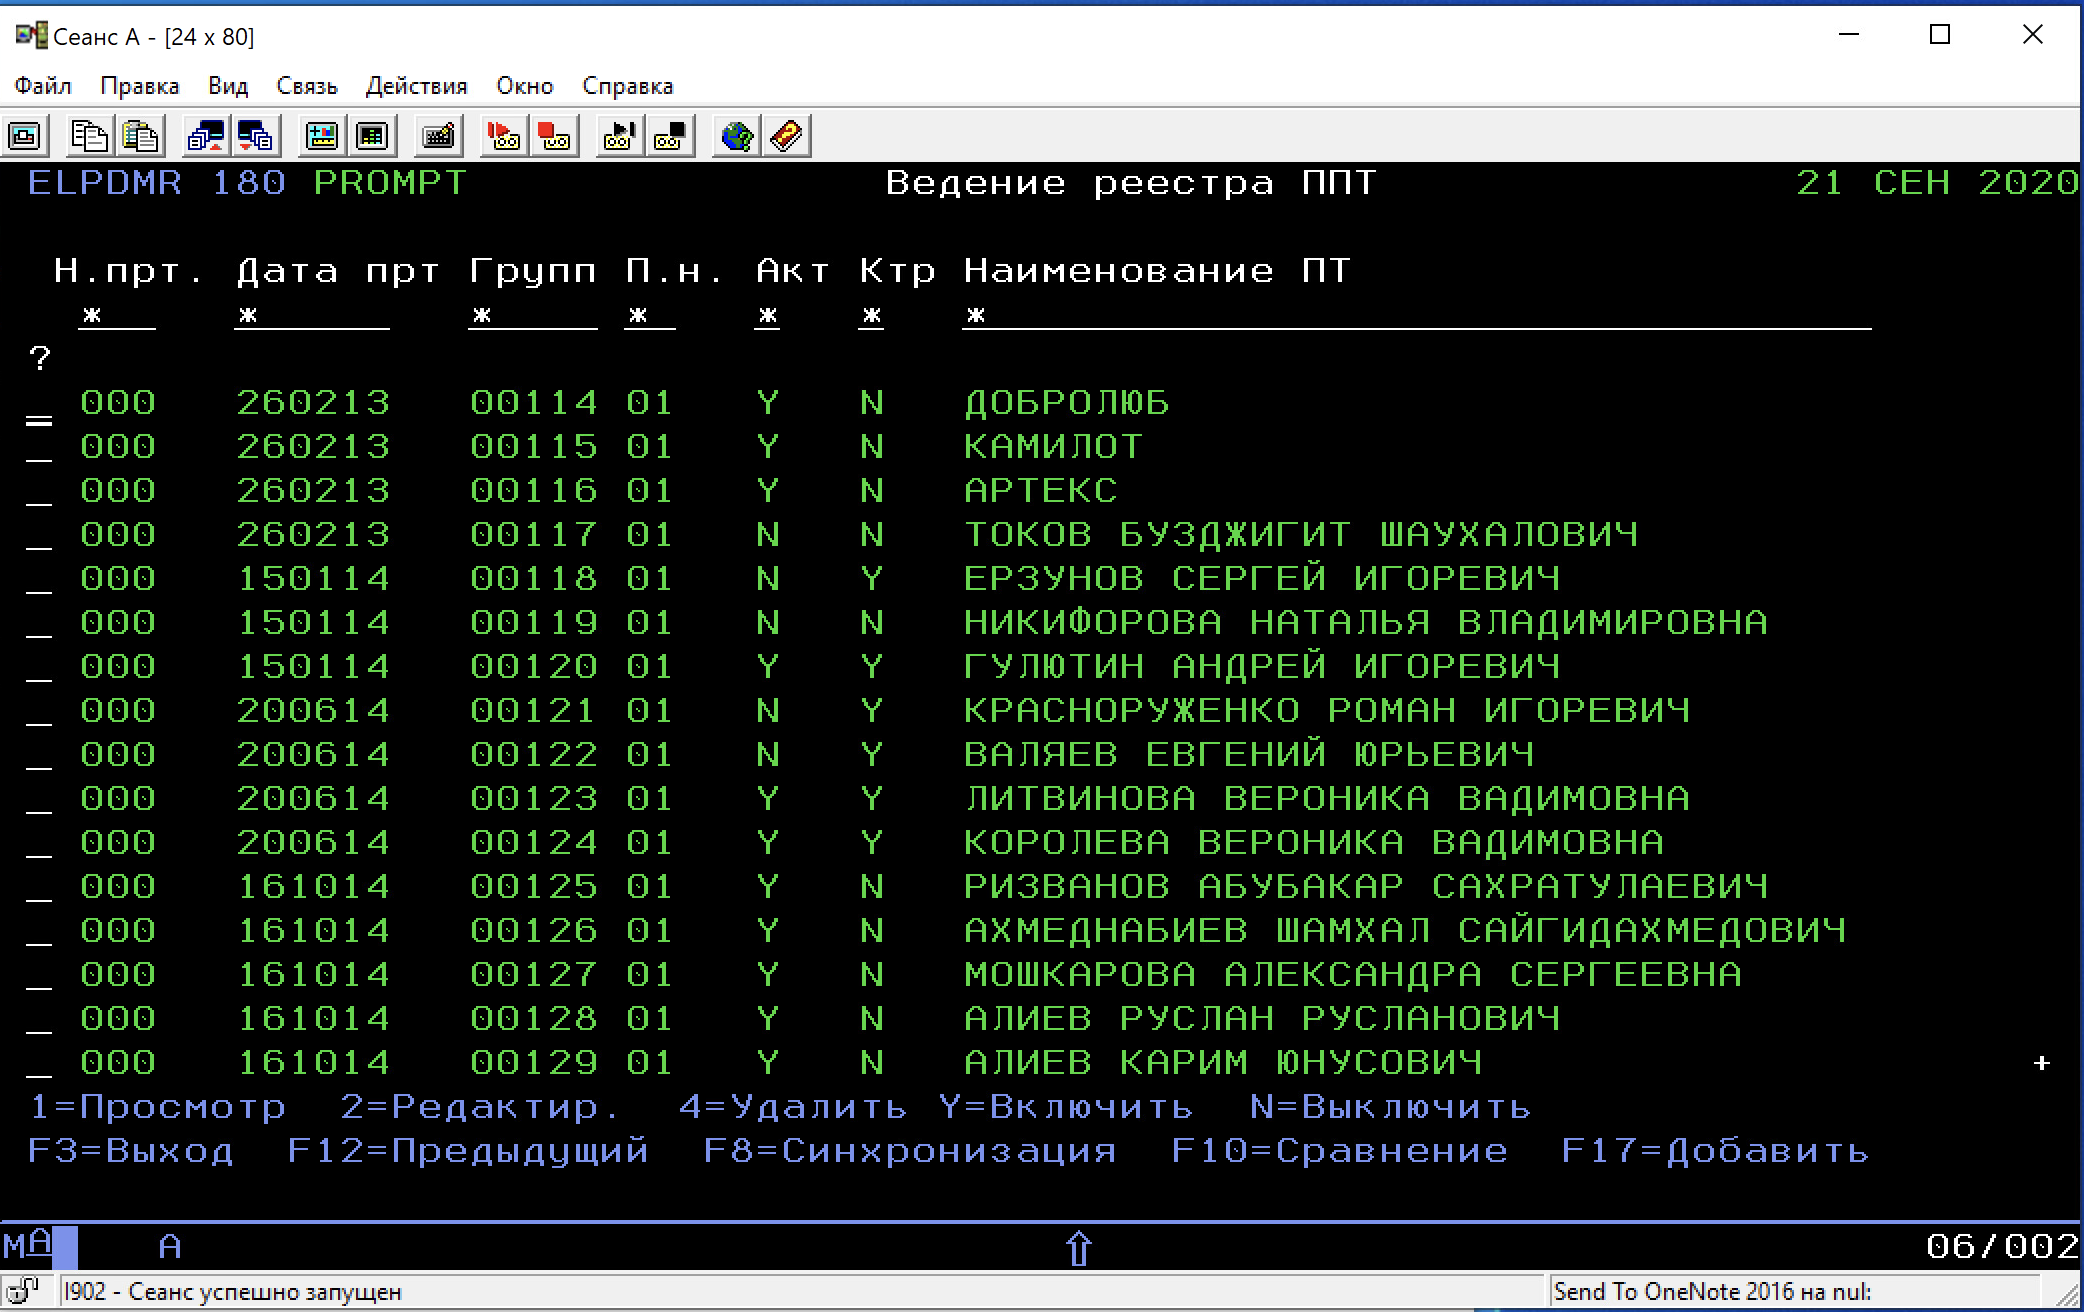 Сеанс А - [24 x 80]
Файл Правка Вид Связь Действия Окно Справка
ELPDMR 180 PROMPT Ведение реестра ППТ 21 СЕН 2020
Н.прт. Дата прт Групп П.н. Акт Ктр Наименование ПТ
* * * * * * *
?
_ 000 260213 00114 01 Y N ДОБРОЛЮБ
_ 000 260213 00115 01 Y N КАМИЛОТ
_ 000 260213 00116 01 Y N АРТЕКС
_ 000 260213 00117 01 N N ТОКОВ БУЗДЖИГИТ ШАУХАЛОВИЧ
_ 000 150114 00118 01 N Y ЕРЗУНОВ СЕРГЕЙ ИГОРЕВИЧ
_ 000 150114 00119 01 N N НИКИФОРОВА НАТАЛЬЯ ВЛАДИМИРОВНА
_ 000 150114 00120 01 Y Y ГУЛЮТИН АНДРЕЙ ИГОРЕВИЧ
_ 000 200614 00121 01 N Y КРАСНОРУЖЕНКО РОМАН ИГОРЕВИЧ
_ 000 200614 00122 01 N Y ВАЛЯЕВ ЕВГЕНИЙ ЮРЬЕВИЧ
_ 000 200614 00123 01 Y Y ЛИТВИНОВА ВЕРОНИКА ВАДИМОВНА
_ 000 200614 00124 01 Y Y КОРОЛЕВА ВЕРОНИКА ВАДИМОВНА
_ 000 161014 00125 01 Y N РИЗВАНОВ АБУБАКАР САХРАТУЛАЕВИЧ
_ 000 161014 00126 01 Y N АХМЕДНАБИЕВ ШАМХАЛ САЙГИДАХМЕДОВИЧ
_ 000 161014 00127 01 Y N МОШКАРОВА АЛЕКСАНДРА СЕРГЕЕВНА
_ 000 161014 00128 01 Y N АЛИЕВ РУСЛАН РУСЛАНОВИЧ
_ 000 161014 00129 01 Y N АЛИЕВ КАРИМ ЮНУСОВИЧ +
1=Просмотр 2=Редактир. 4=Удалить Y=Включить N=Выключить
F3=Выход F12=Предыдущий F8=Синхронизация F10=Сравнение F17=Добавить
MA A 06/002
I902 - Сеанс успешно запущен Send To OneNote 2016 на nul: